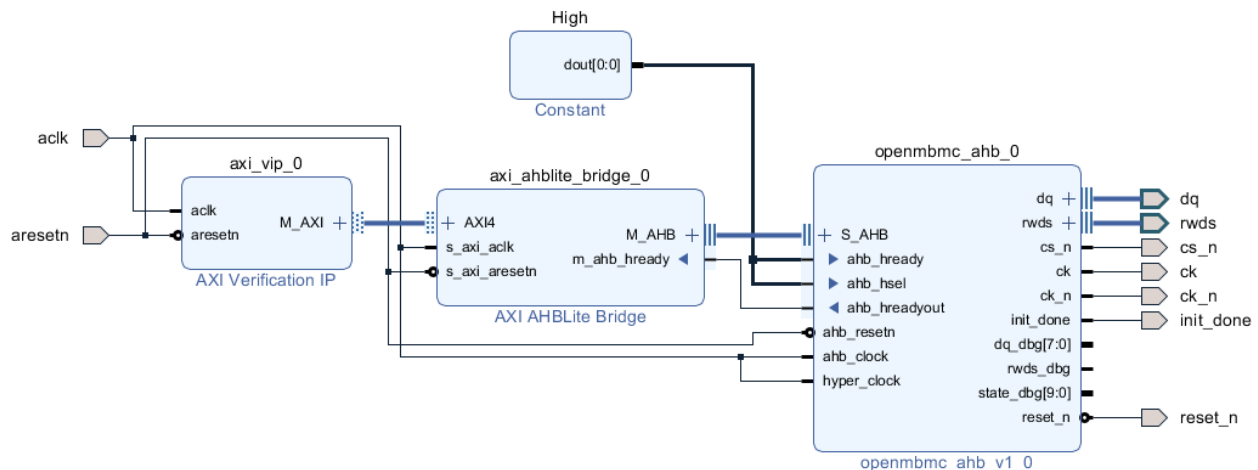 High
dout[0:0]
Constant
aclk
aresetn
axi_vip_0
aclk
aresetn
M_AXI
AXI Verification IP
axi_ahblite_bridge_0
AXI4
s_axi_aclk
s_axi_aresetn
M_AHB
m_ahb_hready
AXI AHBLite Bridge
openmbmc_ahb_0
S_AHB
ahb_hready
ahb_hsel
ahb_hreadyout
ahb_resetn
ahb_clock
hyper_clock
dq
rwds
cs_n
ck
ck_n
init_done
dq_dbg[7:0]
rwds_dbg
state_dbg[9:0]
reset_n
openmbmc_ahb_v1_0
dq
rwds
cs_n
ck
ck_n
init_done
reset_n